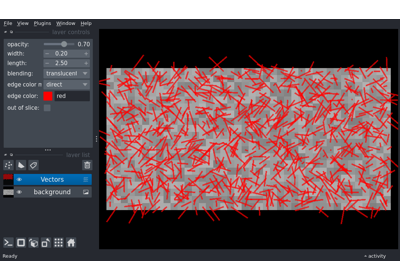 File View Plugins Window Help
layer controls
opacity: 0.70
width: 0.20
length: 2.50
blending: translucent
edge color m direct
edge color: red
out of slice:
layer list
Vectors
background
Ready activity